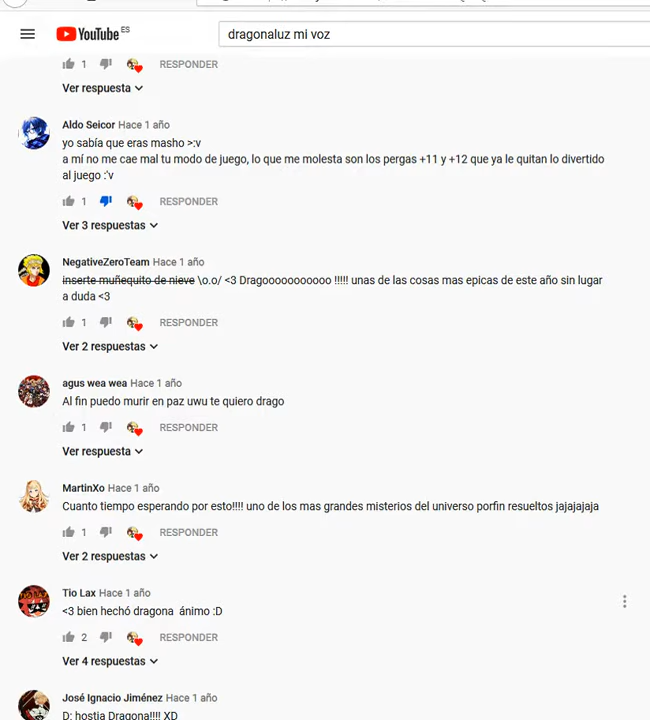 YouTube ES
dragonaluz mi voz
1 RESPONDER
Ver respuesta
Aldo Seicor Hace 1 año
yo sabía que eras masho >:v
a mí no me cae mal tu modo de juego, lo que me molesta son los pergas +11 y +12 que ya le quitan lo divertido
al juego :'v
1 RESPONDER
Ver 3 respuestas
NegativeZeroTeam Hace 1 año
inserte muñequito de nieve \o.o/ <3 Dragooooooooooo !!!!! unas de las cosas mas epicas de este año sin lugar
a duda <3
1 RESPONDER
Ver 2 respuestas
agus wea wea Hace 1 año
Al fin puedo murir en paz uwu te quiero drago
1 RESPONDER
Ver respuesta
MartinXo Hace 1 año
Cuanto tiempo esperando por esto!!!! uno de los mas grandes misterios del universo porfin resueltos jajajajaja
1 RESPONDER
Ver 2 respuestas
Tio Lax Hace 1 año
<3 bien hechó dragona ánimo :D
2 RESPONDER
Ver 4 respuestas
José Ignacio Jiménez Hace 1 año
D: hostia Dragona!!!! XD